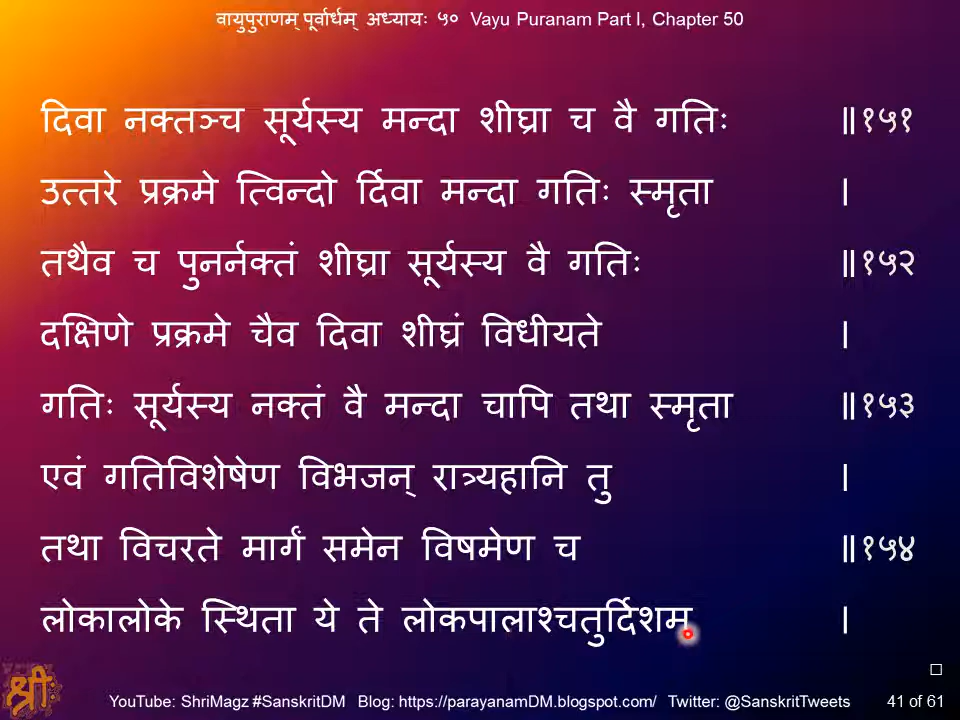 वायुपुराणम् पूर्वार्धम् अध्यायः ५० Vayu Puranam Part I, Chapter 50
दिवा नक्तञ्च सूर्यस्य मन्दा शीघ्रा च वै गतिः ॥१५१
उत्तरे प्रक्रमे त्विन्दो र्दिवा मन्दा गतिः स्मृता |
तथैव च पुनर्नक्तं शीघ्रा सूर्यस्य वै गतिः ॥१५२
दक्षिणे प्रक्रमे चैव दिवा शीघ्रं विधीयते |
गतिः सूर्यस्य नक्तं वै मन्दा चापि तथा स्मृता ॥१५३
एवं गतिविशेषेण विभजन् रात्र्यहानि तु |
तथा विचरते मार्गं समेन विषमेण च ॥१५४
लोकालोके स्थिता ये ते लोकपालाश्चतुर्दिशम् |
श्रीः
YouTube: ShriMagz #SanskritDM Blog: https://parayanamDM.blogspot.com/ Twitter: @SanskritTweets 41 of 61